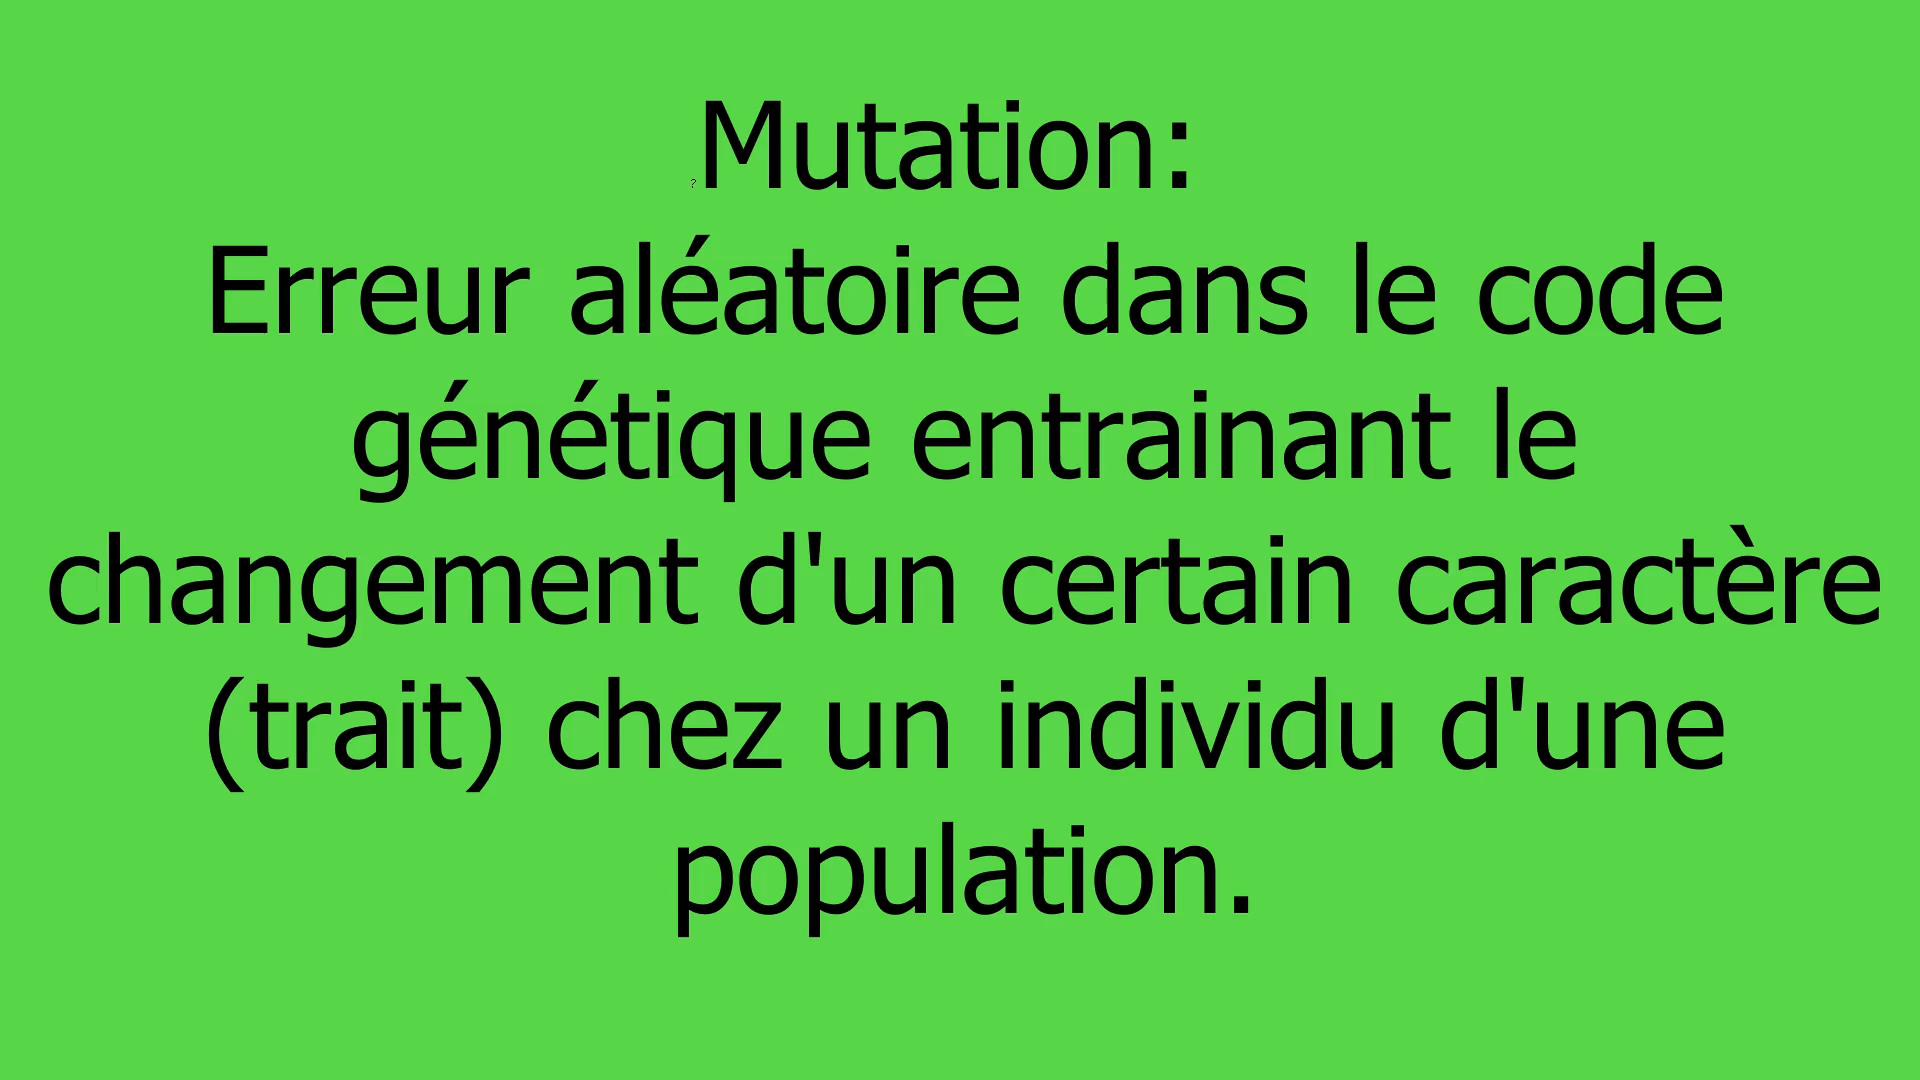 ?Mutation:
Erreur aléatoire dans le code
génétique entrainant le
changement d'un certain caractère
(trait) chez un individu d'une
population.